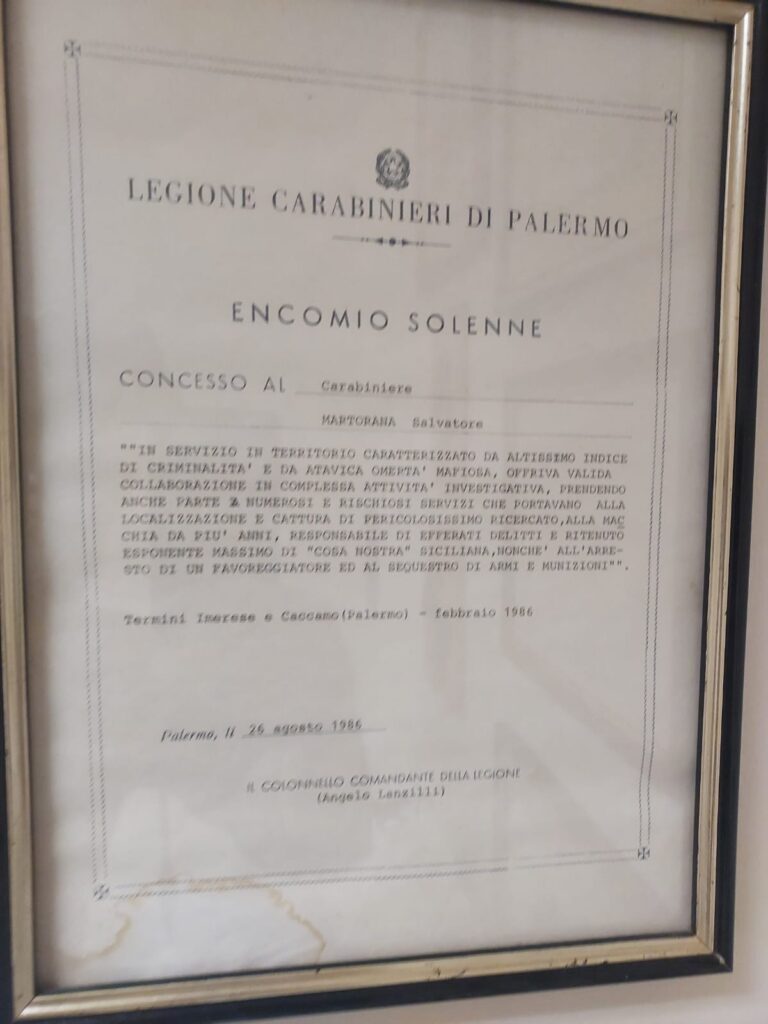 LEGIONE CARABINIERI DI PALERMO
ENCOMIO SOLENNE
CONCESSO AL Carabiniere
MARTORANA Salvatore
""IN SERVIZIO IN TERRITORIO CARATTERIZZATO DA ALTISSIMO INDICE
DI CRIMINALITA' E DA ATAVICA OMERTA' MAFIOSA, OFFRIVA VALIDA
COLLABORAZIONE IN COMPLESSA ATTIVITA' INVESTIGATIVA, PRENDENDO
ANCHE PARTE A NUMEROSI E RISCHIOSI SERVIZI CHE PORTAVANO ALLA
LOCALIZZAZIONE E CATTURA DI PERICOLOSISSIMO RICERCATO,ALLA MAC
CHIA DA PIU' ANNI, RESPONSABILE DI EFFERATI DELITTI E RITENUTO
ESPONENTE MASSIMO DI "COSA NOSTRA" SICILIANA,NONCHE' ALL'ARRE-
STO DI UN FAVOREGGIATORE ED AL SEQUESTRO DI ARMI E MUNIZIONI"".
Termini Imerese e Caccamo(Palermo) - febbraio 1986
Palermo, lì 26 agosto 1986
IL COLONNELLO COMANDANTE DELLA LEGIONE
(Angelo Lanzilli)